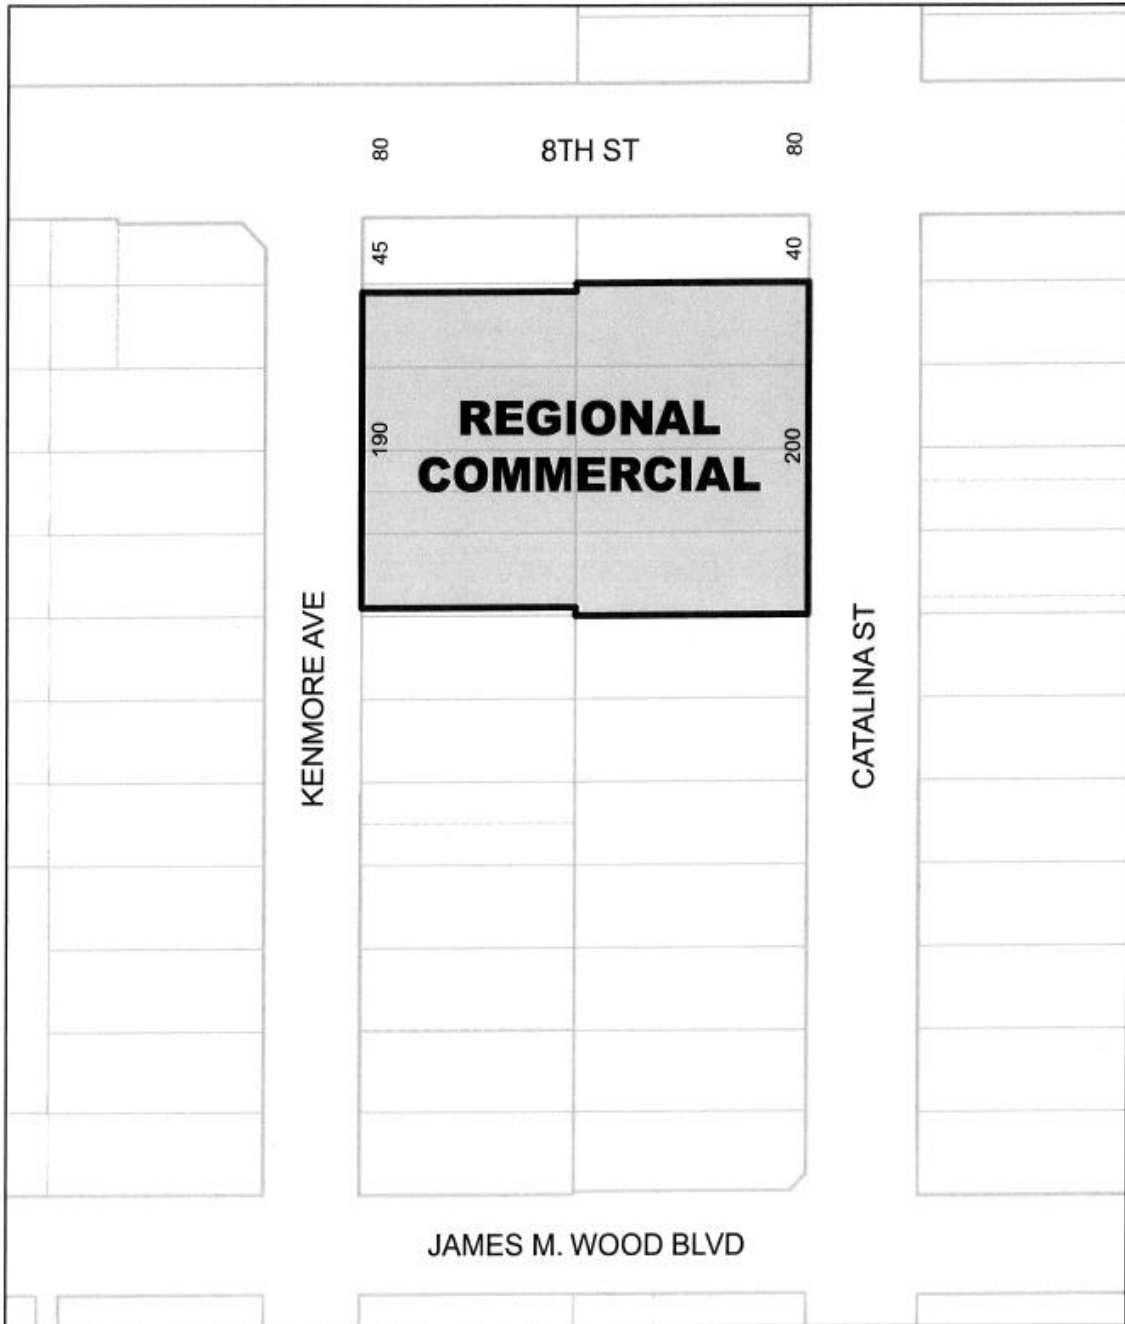 80
8TH ST
80
45
40
REGIONAL
COMMERCIAL
190
200
KENMORE AVE
CATALINA ST
JAMES M. WOOD BLVD